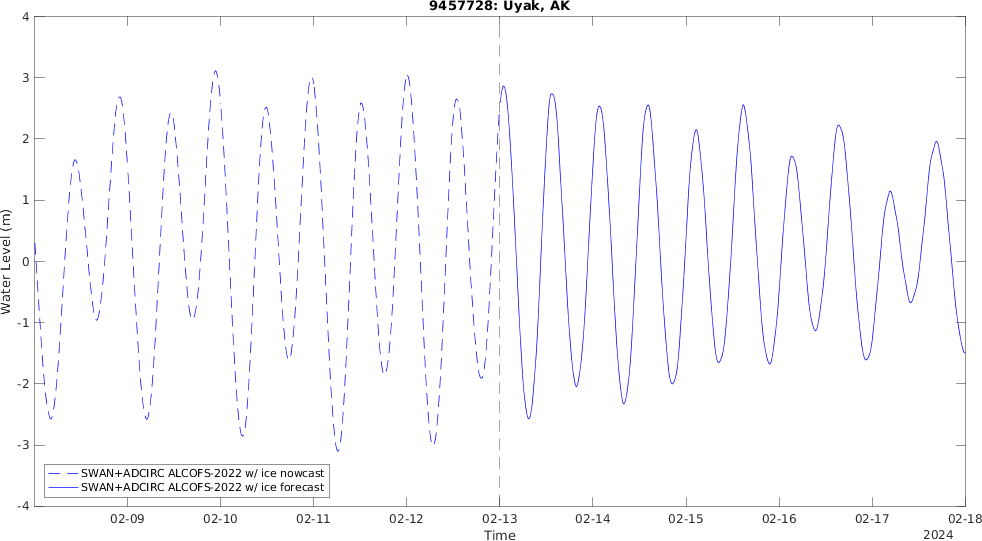 9457728: Uyak, AK
4
3
2
1
0
-1
-2
-3
-4
Water Level (m)
SWAN+ADCIRC ALCOFS-2022 w/ ice nowcast
SWAN+ADCIRC ALCOFS-2022 w/ ice forecast
02-09 02-10 02-11 02-12 02-13 02-14 02-15 02-16 02-17 02-18
Time
2024